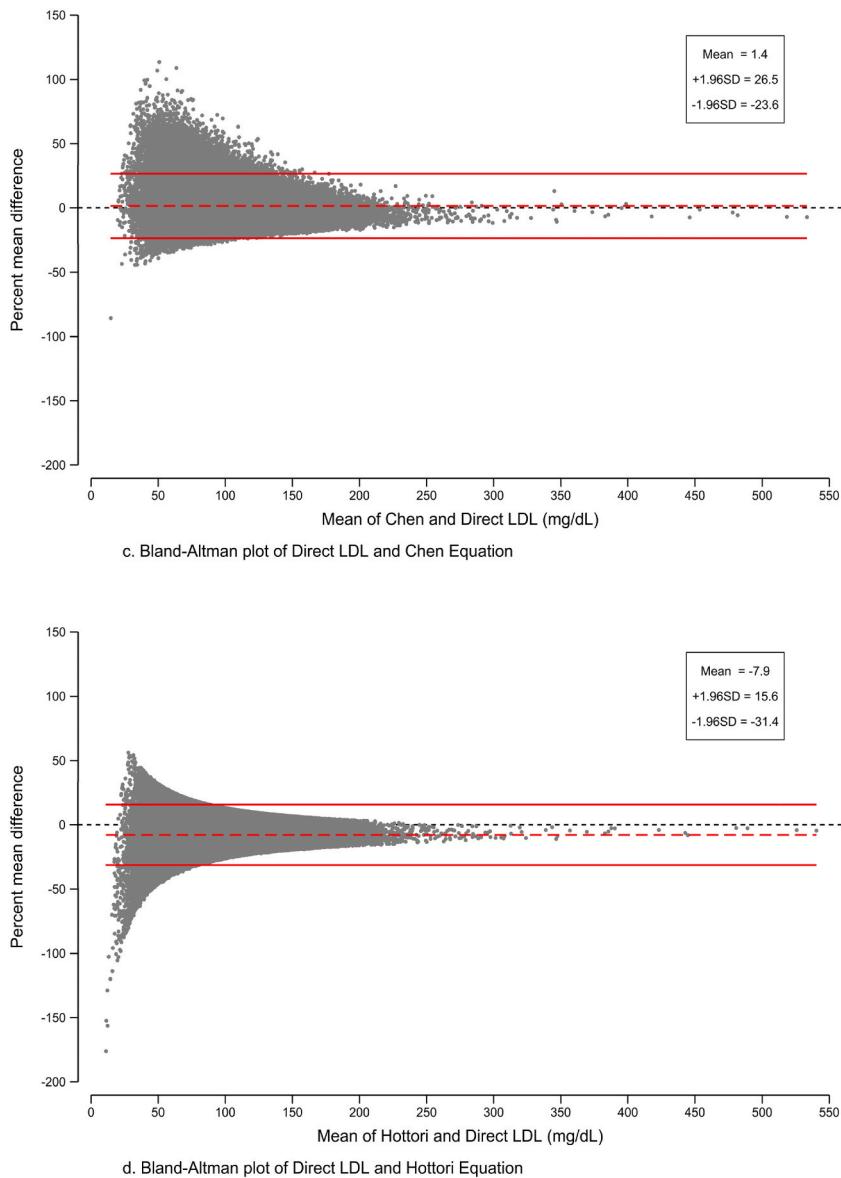 150
100
50
0
-50
-100
-150
-200
Percent mean difference
Mean = 1.4
+1.96SD = 26.5
-1.96SD = -23.6
0 50 100 150 200 250 300 350 400 450 500 550
Mean of Chen and Direct LDL (mg/dL)
c. Bland-Altman plot of Direct LDL and Chen Equation
150
100
50
0
-50
-100
-150
-200
Percent mean difference
Mean = -7.9
+1.96SD = 15.6
-1.96SD = -31.4
0 50 100 150 200 250 300 350 400 450 500 550
Mean of Hottori and Direct LDL (mg/dL)
d. Bland-Altman plot of Direct LDL and Hottori Equation